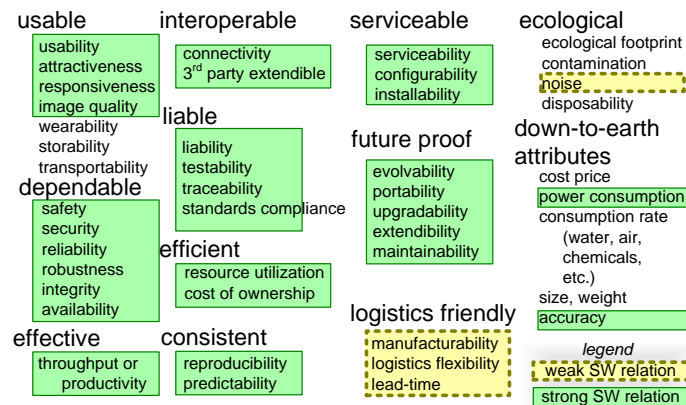 usable
usability
attractiveness
responsiveness
image quality
wearability
storability
transportability
dependable
safety
security
reliability
robustness
integrity
availability
effective
throughput or
productivity
interoperable
connectivity
3rd party extendible
liable
liability
testability
traceability
standards compliance
efficient
resource utilization
cost of ownership
consistent
reproducibility
predictability
serviceable
serviceability
configurability
installability
future proof
evolvability
portability
upgradability
extendibility
maintainability
logistics friendly
manufacturability
logistics flexibility
lead-time
ecological
ecological footprint
contamination
noise
disposability
down-to-earth
attributes
cost price
power consumption
consumption rate
(water, air,
chemicals,
etc.)
size, weight
accuracy
legend
weak SW relation
strong SW relation